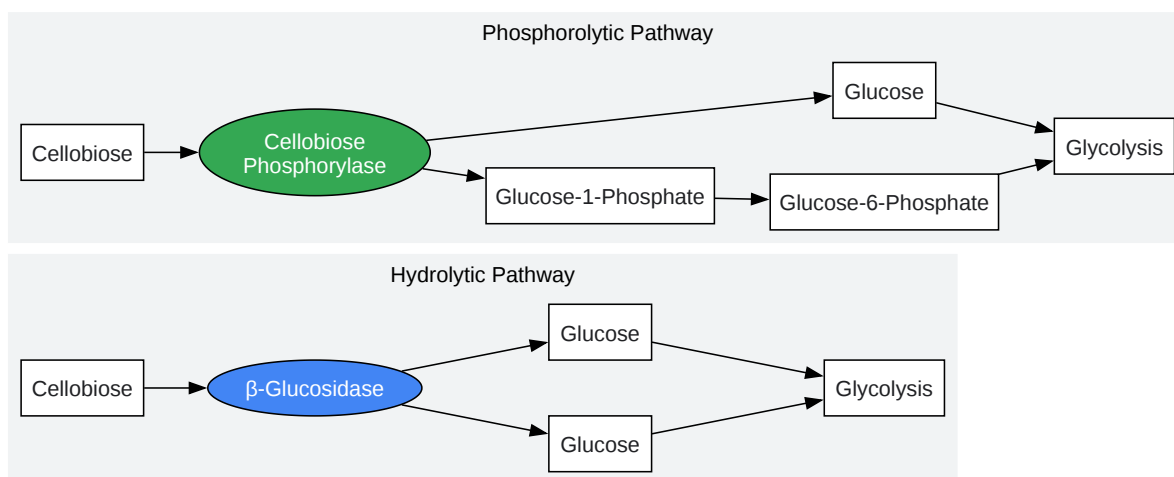 Phosphorolytic Pathway
Cellobiose
Cellobiose
Phosphorylase
Glucose
Glucose-1-Phosphate
Glucose-6-Phosphate
Glycolysis
Hydrolytic Pathway
Cellobiose
β-Glucosidase
Glucose
Glucose
Glycolysis